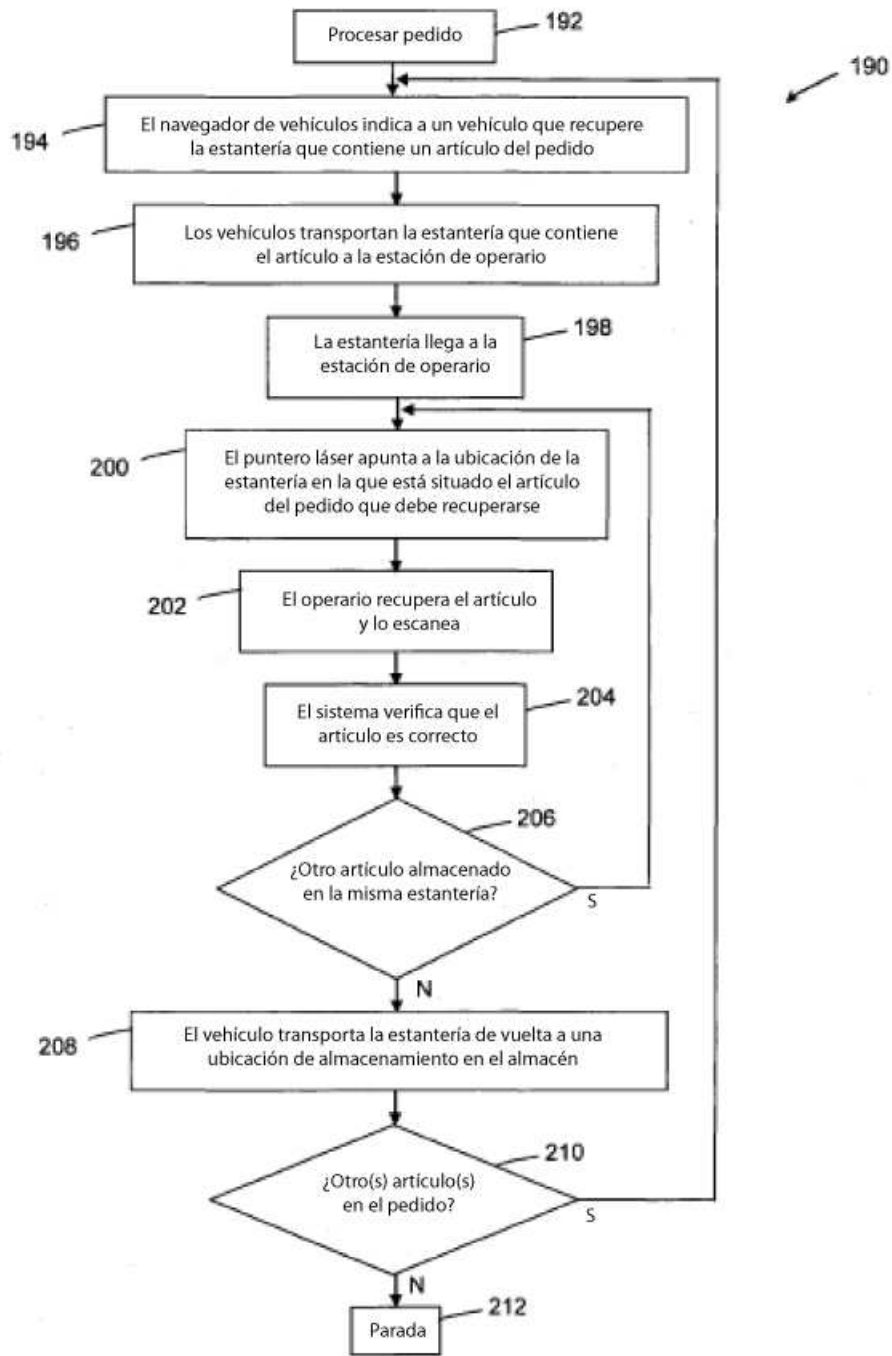 Procesar pedido
192
190
194
El navegador de vehículos indica a un vehículo que recupere
la estantería que contiene un artículo del pedido
196
Los vehículos transportan la estantería que contiene
el artículo a la estación de operario
198
La estantería llega a la
estación de operario
200
El puntero láser apunta a la ubicación de la
estantería en la que está situado el artículo
del pedido que debe recuperarse
202
El operario recupera el artículo
y lo escanea
204
El sistema verifica que el
artículo es correcto
206
¿Otro artículo almacenado
en la misma estantería?
S
N
208
El vehículo transporta la estantería de vuelta a una
ubicación de almacenamiento en el almacén
210
¿Otro(s) artículo(s)
en el pedido?
S
N
212
Parada